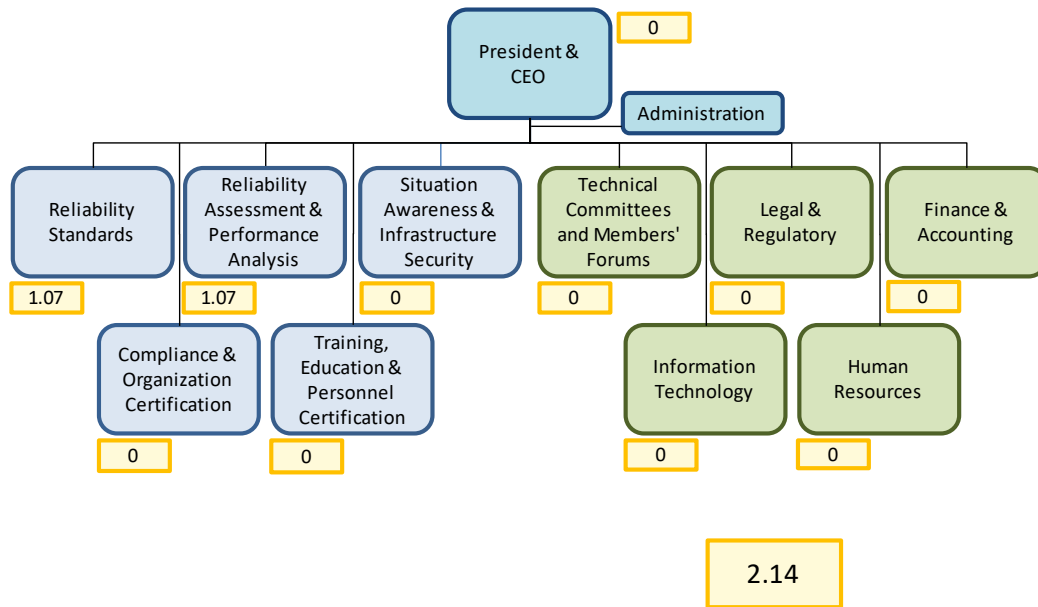 President &
CEO
0
Administration
Reliability
Standards
1.07
Reliability
Assessment &
Performance
Analysis
1.07
Situation
Awareness &
Infrastructure
Security
0
Technical
Committees
and Members'
Forums
0
Legal &
Regulatory
0
Finance &
Accounting
0
Compliance &
Organization
Certification
0
Training,
Education &
Personnel
Certification
0
Information
Technology
0
Human
Resources
0
2.14